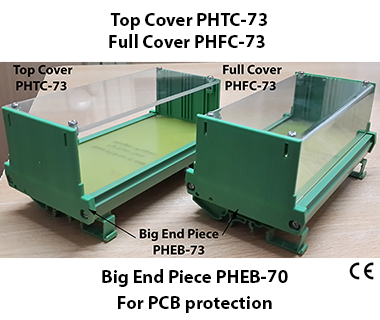 Top Cover PHTC-73
Full Cover PHFC-73
Top Cover
PHTC-73
Full Cover
PHFC-73
Big End Piece
PHEB-73
Big End Piece PHEB-70
CE
For PCB protection